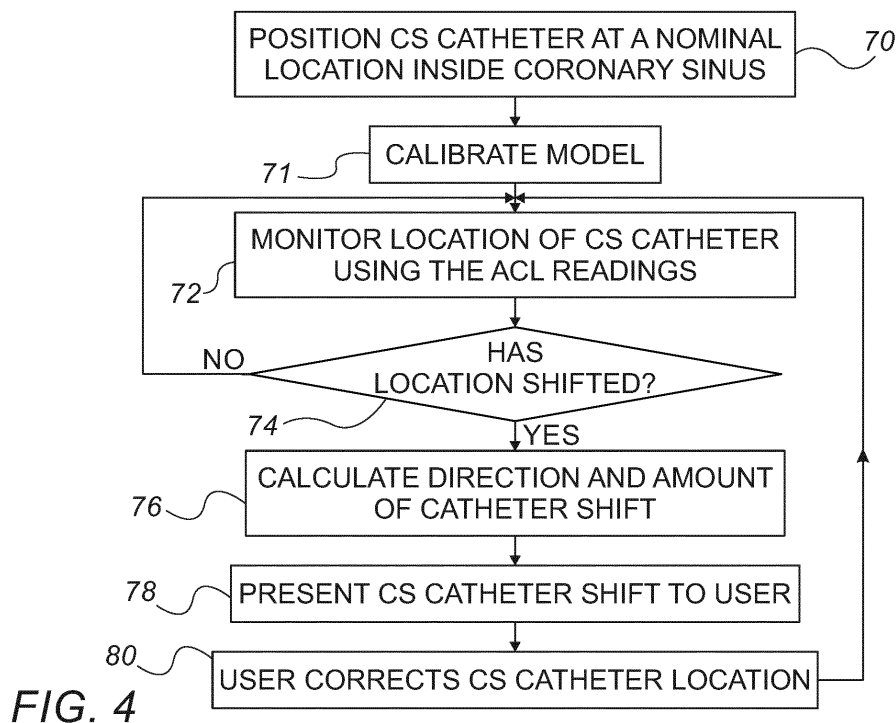 POSITION CS CATHETER AT A NOMINAL
LOCATION INSIDE CORONARY SINUS
70
CALIBRATE MODEL
71
MONITOR LOCATION OF CS CATHETER
USING THE ACL READINGS
72
NO
HAS
LOCATION SHIFTED?
74
YES
CALCULATE DIRECTION AND AMOUNT
OF CATHETER SHIFT
76
PRESENT CS CATHETER SHIFT TO USER
78
80
USER CORRECTS CS CATHETER LOCATION
FIG. 4